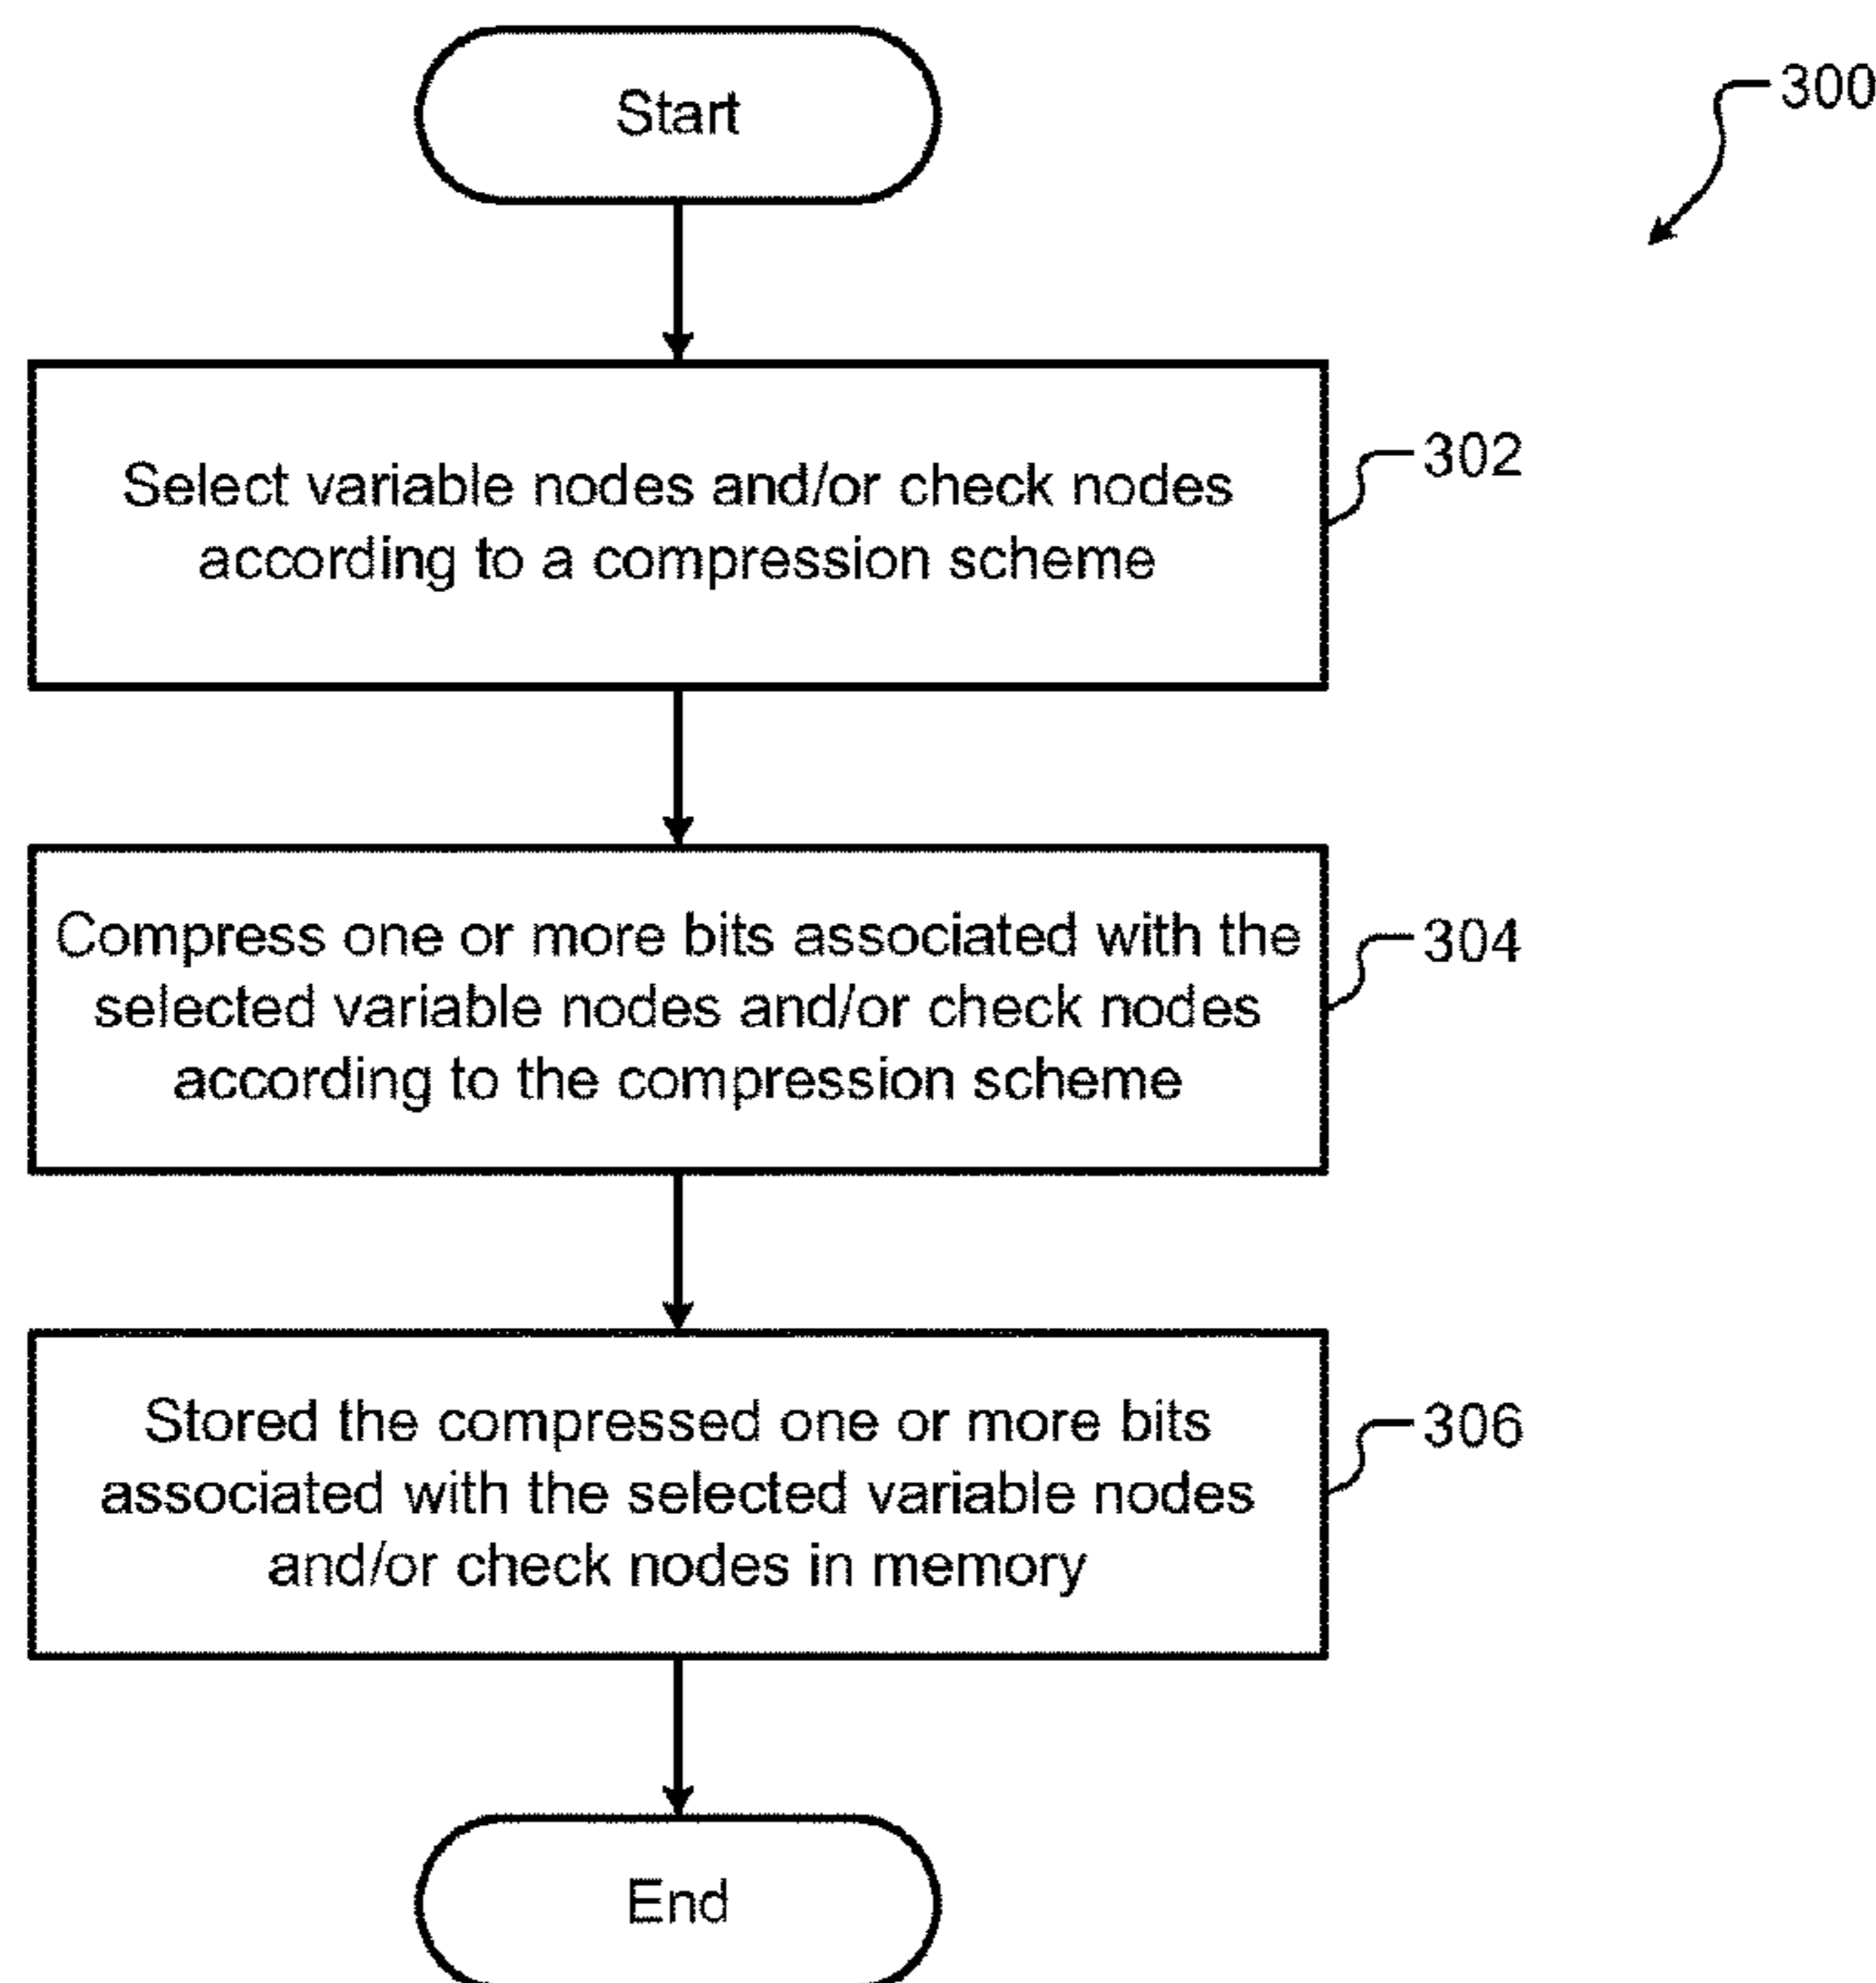 Start
300
Select variable nodes and/or check nodes
according to a compression scheme
302
Compress one or more bits associated with the
selected variable nodes and/or check nodes
according to the compression scheme
304
Stored the compressed one or more bits
associated with the selected variable nodes
and/or check nodes in memory
306
End